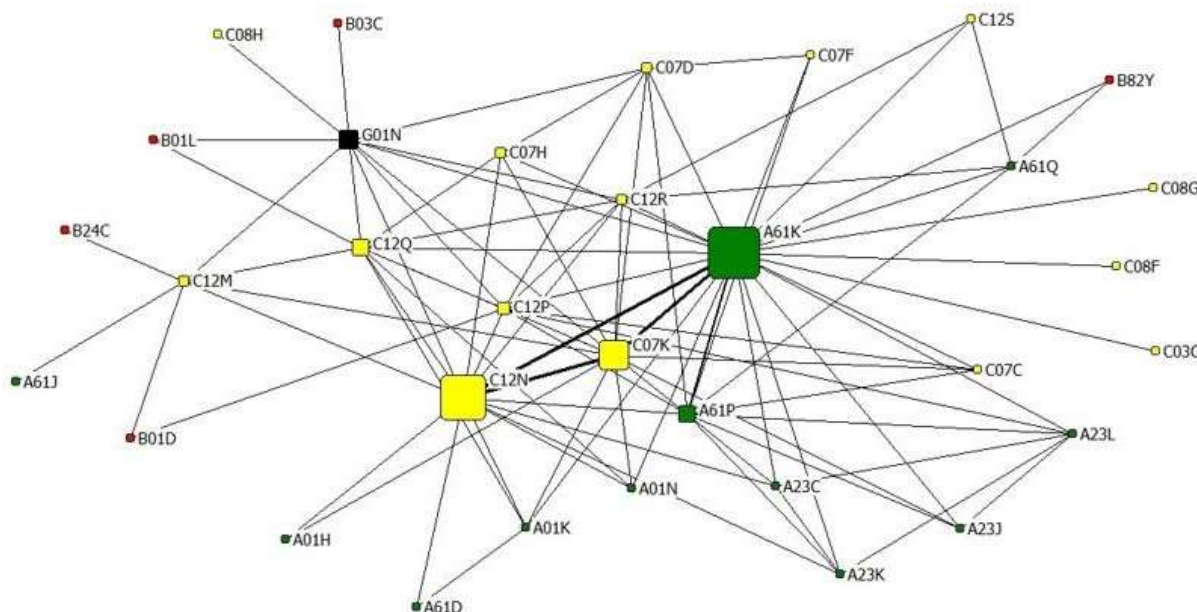 C12S
B03C
C08H
C07F
C07D
B82Y
G01N
B01L
C07H
A61Q
C08G
C12R
B24C
A61K
C12Q
C08F
C12M
C12P
C07K
C07C
C12N
A61J
A61P
A23L
B01D
A23C
A01N
A01K
A23J
A01H
A23K
A61D